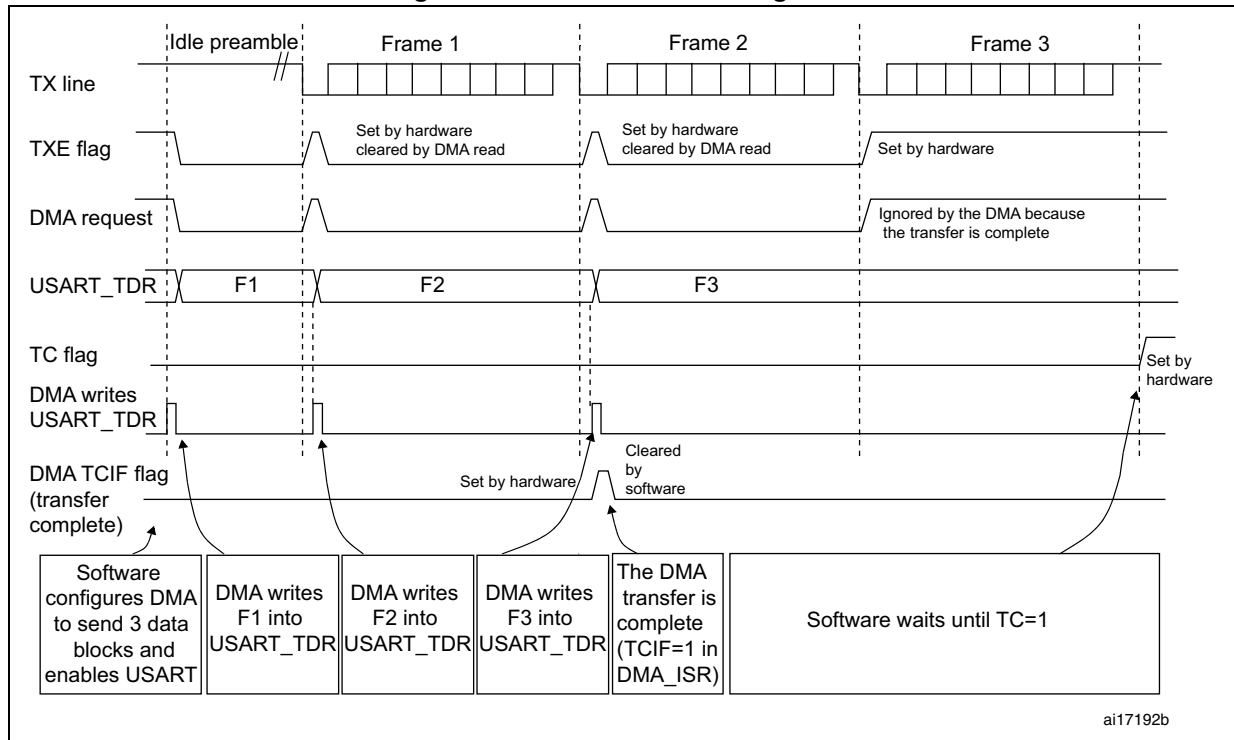 Idle preamble
Frame 1
Frame 2
Frame 3
TX line
TXE flag
Set by hardware
cleared by DMA read
Set by hardware
cleared by DMA read
Set by hardware
DMA request
Ignored by the DMA because
the transfer is complete
USART_TDR
F1
F2
F3
TC flag
Set by
hardware
DMA writes
USART_TDR
DMA TCIF flag
(transfer
complete)
Set by hardware
Cleared
by
software
Software
configures DMA
to send 3 data
blocks and
enables USART
DMA writes
F1 into
USART_TDR
DMA writes
F2 into
USART_TDR
DMA writes
F3 into
USART_TDR
The DMA
transfer is
complete
(TCIF=1 in
DMA_ISR)
Software waits until TC=1
ai17192b